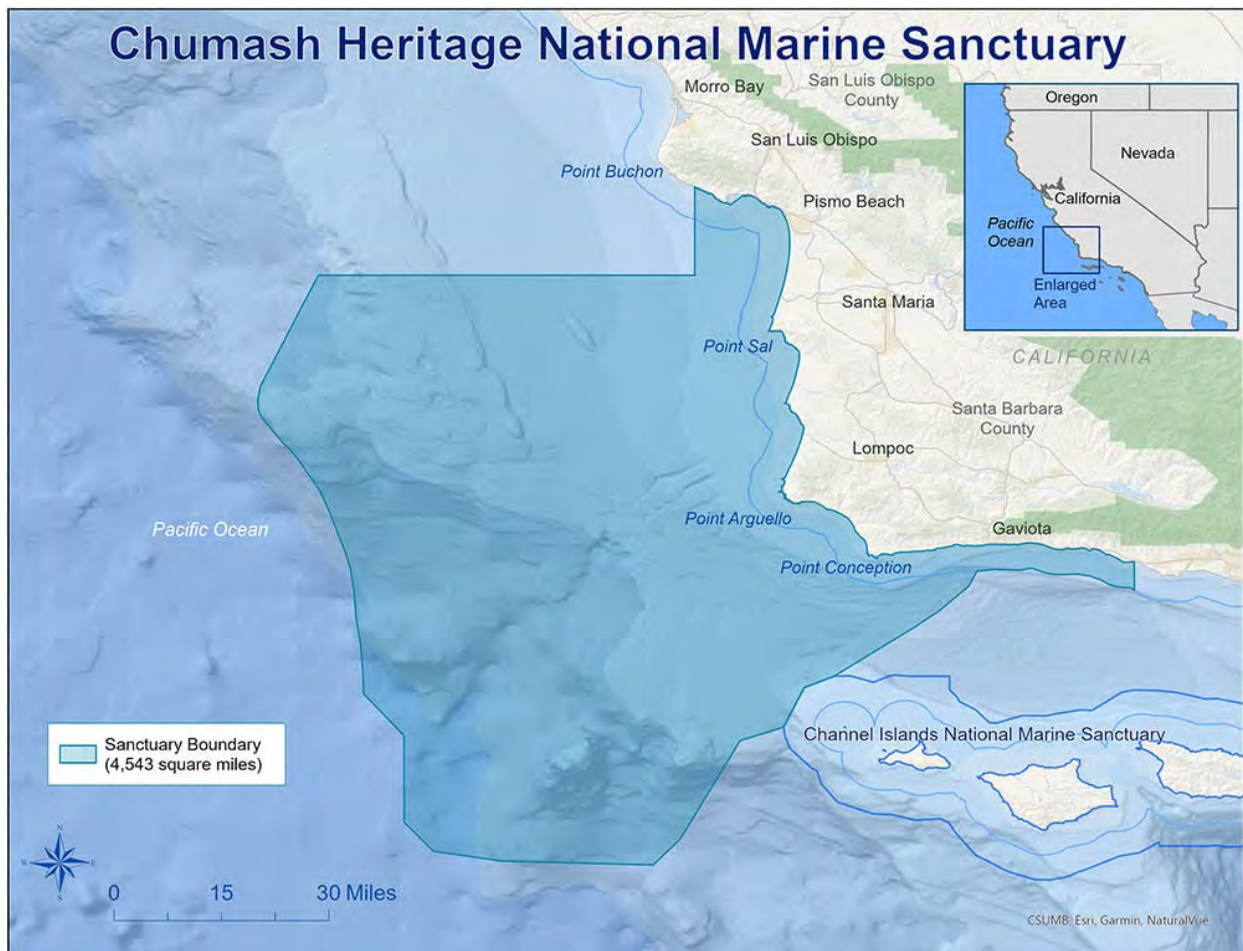 Chumash Heritage National Marine Sanctuary
Morro Bay
San Luis Obispo
County
San Luis Obispo
Point Buchon
Pismo Beach
Oregon
Nevada
California
Pacific
Ocean
Enlarged
Area
Santa Maria
Point Sal
CALIFORNIA
Santa Barbara
County
Lompoc
Point Arguello
Pacific Ocean
Gaviota
Point Conception
Channel Islands National Marine Sanctuary
Sanctuary Boundary
(4,543 square miles)
N
W
E
S
0 15 30 Miles
CSUMB, Esri, Garmin, NaturalVue